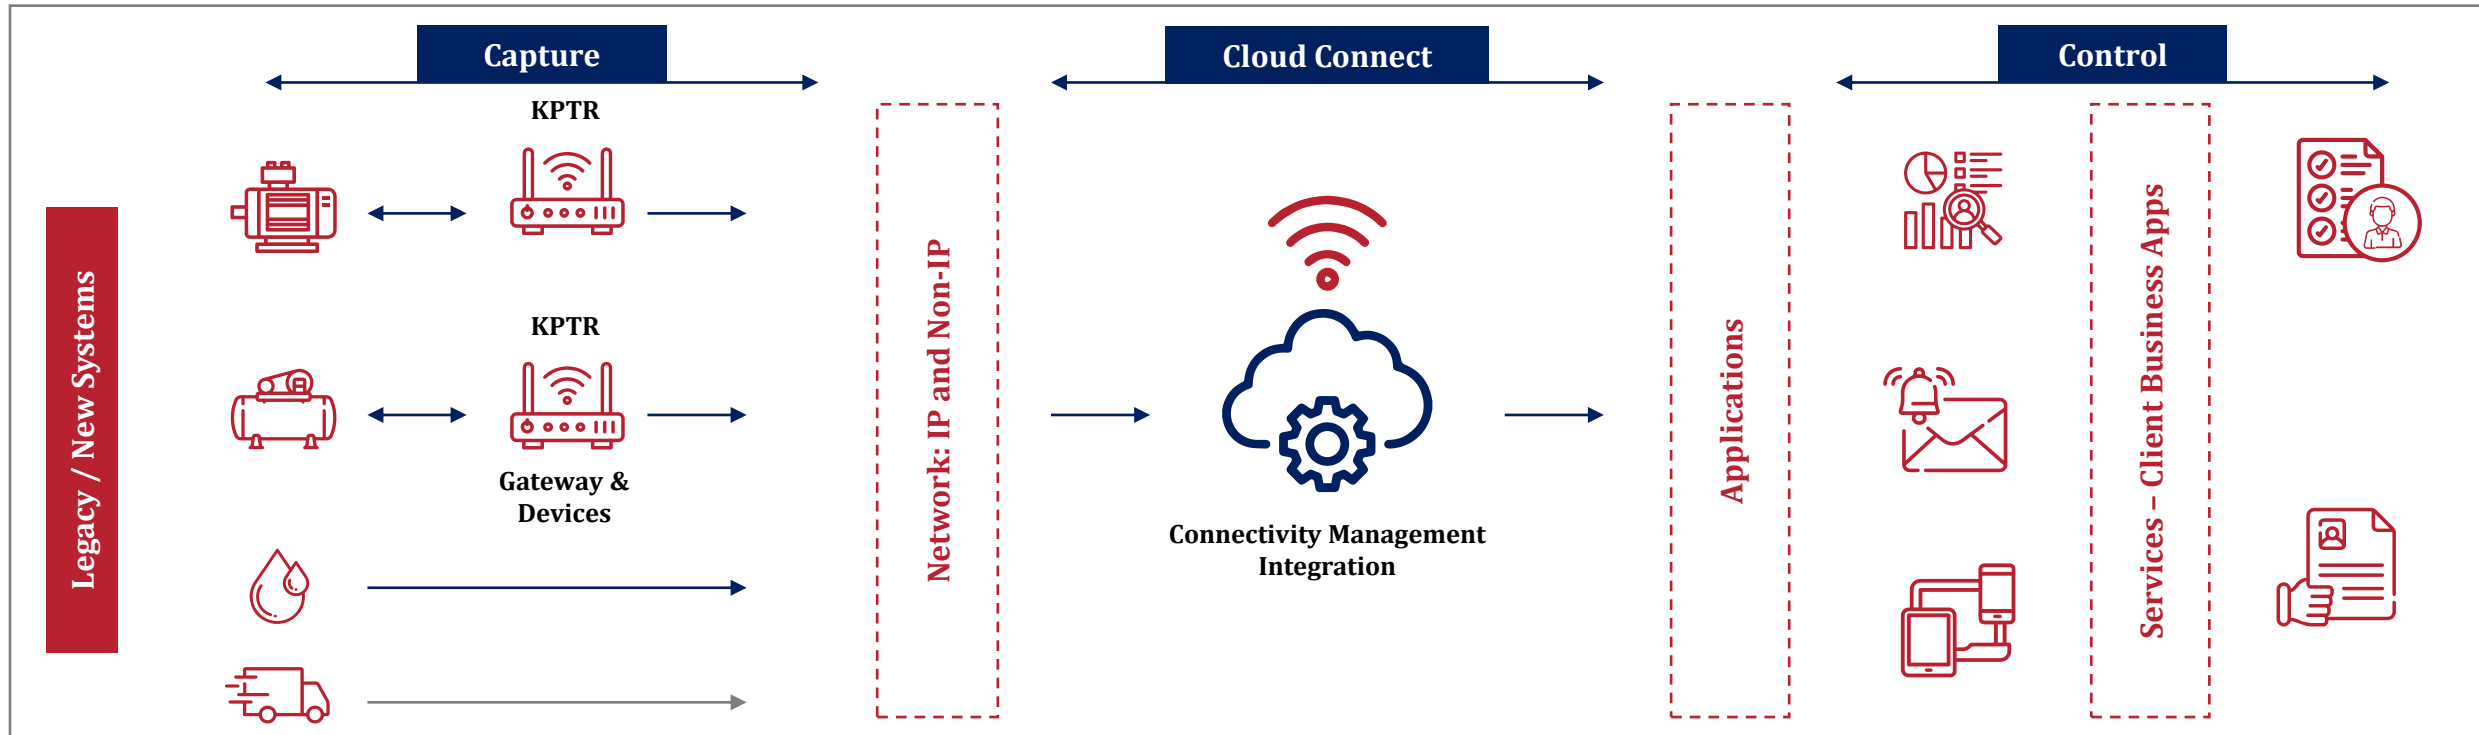 Capture
Cloud Connect
Control
Legacy / New Systems
KPTR
KPTR
Gateway &
Devices
Network: IP and Non-IP
Connectivity Management
Integration
Applications
Services – Client Business Apps